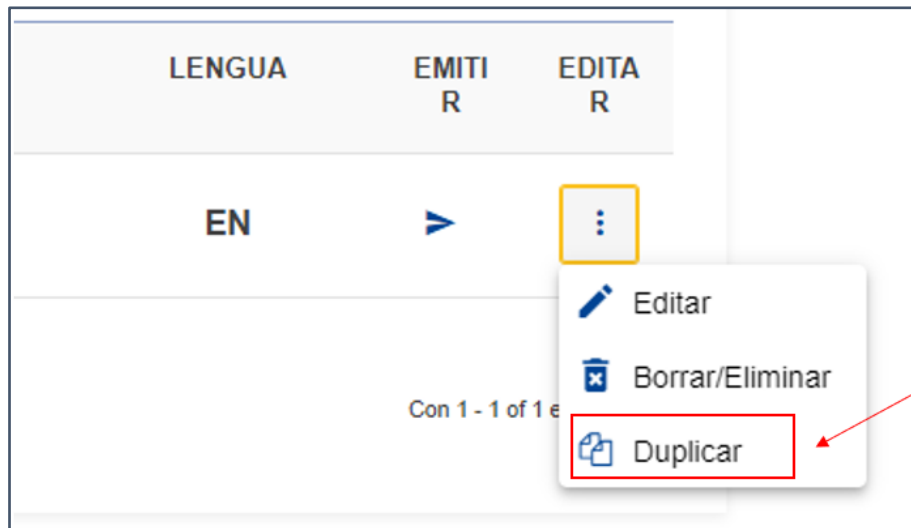 LENGUA
EMITI
R
EDITA
R
EN
Editar
Borrar/Eliminar
Con 1 - 1 of 1 e
Duplicar